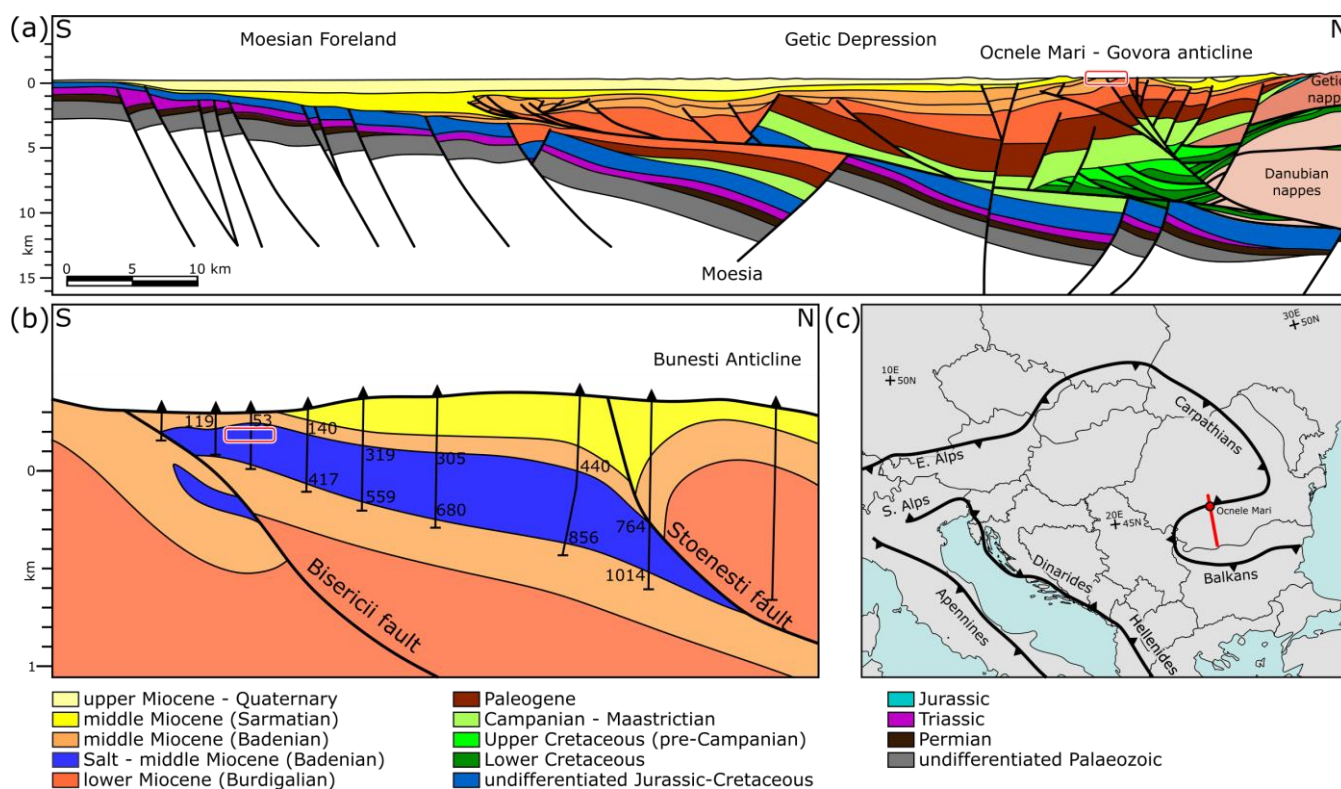 (a) S Moesian Foreland Getic Depression Ocnele Mari - Govora anticline N
Getic
nappes
0
5
10
km
15
Danubian
nappes
0 5 10 km
Moesia
(b) S N
Bunesti Anticline
119 53 140
319 305 440
417 559 680
764
856
1014
0
km
1
Bisericii fault
Stoenesti fault
(c)
10E
50N
30E
50N
20E
45N
E. Alps
S. Alps
Carpathians
Ocnele Mari
Dinarides
Balkans
Apennines
Hellenides
upper Miocene - Quaternary
middle Miocene (Sarmatian)
middle Miocene (Badenian)
Salt - middle Miocene (Badenian)
lower Miocene (Burdigalian)
Paleogene
Campanian - Maastrictian
Upper Cretaceous (pre-Campanian)
Lower Cretaceous
undifferentiated Jurassic-Cretaceous
Jurassic
Triassic
Permian
undifferentiated Palaeozoic